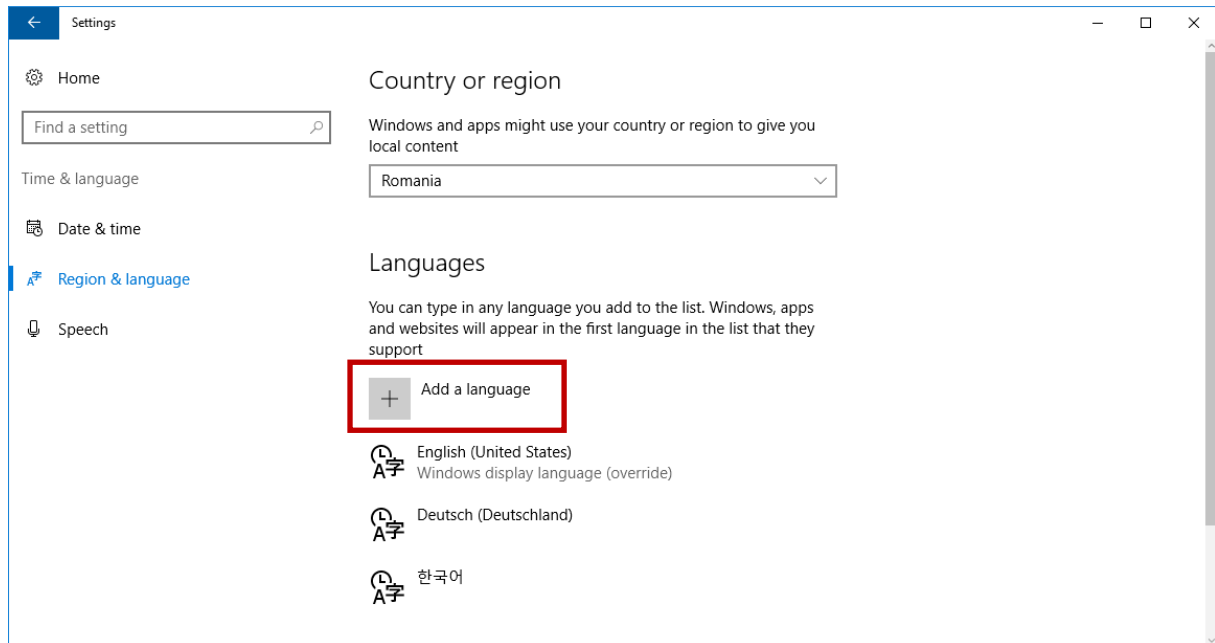 Settings
Home
Find a setting
Time & language
Date & time
Region & language
Speech
Country or region
Windows and apps might use your country or region to give you
local content
Romania
Languages
You can type in any language you add to the list. Windows, apps
and websites will appear in the first language in the list that they
support
Add a language
English (United States)
Windows display language (override)
Deutsch (Deutschland)
한국어